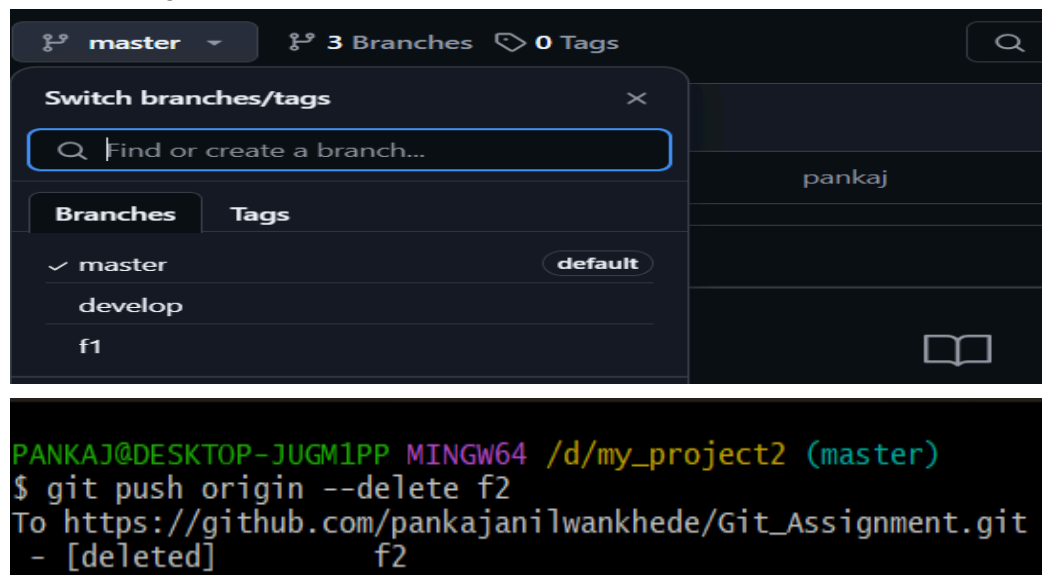 master 3 Branches 0 Tags
Switch branches/tags
Find or create a branch...
pankaj
Branches Tags
master default
develop
f1
PANKAJ@DESKTOP-JUGM1PP MINGW64 /d/my_project2 (master)
$ git push origin --delete f2
To https://github.com/pankajanilwankhede/Git_Assignment.git
 - [deleted]         f2